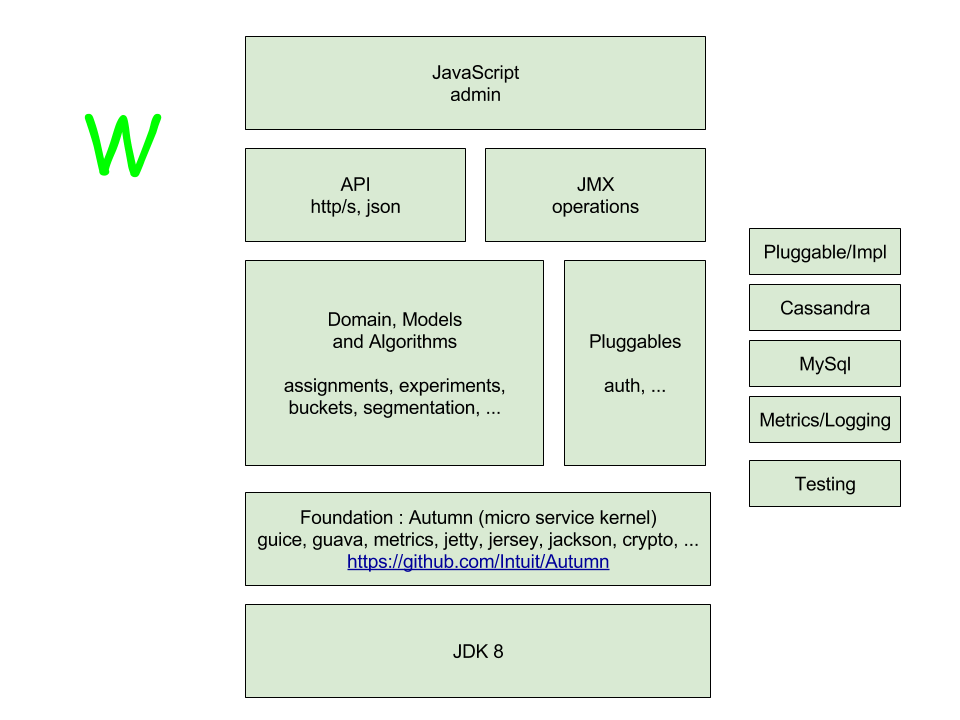 W
JavaScript
admin
API
http/s, json
JMX
operations
Domain, Models
and Algorithms
assignments, experiments,
buckets, segmentation, ...
Pluggables
auth, ...
Pluggable/Impl
Cassandra
MySql
Metrics/Logging
Testing
Foundation : Autumn (micro service kernel)
guice, guava, metrics, jetty, jersey, jackson, crypto, ...
https://github.com/Intuit/Autumn
JDK 8